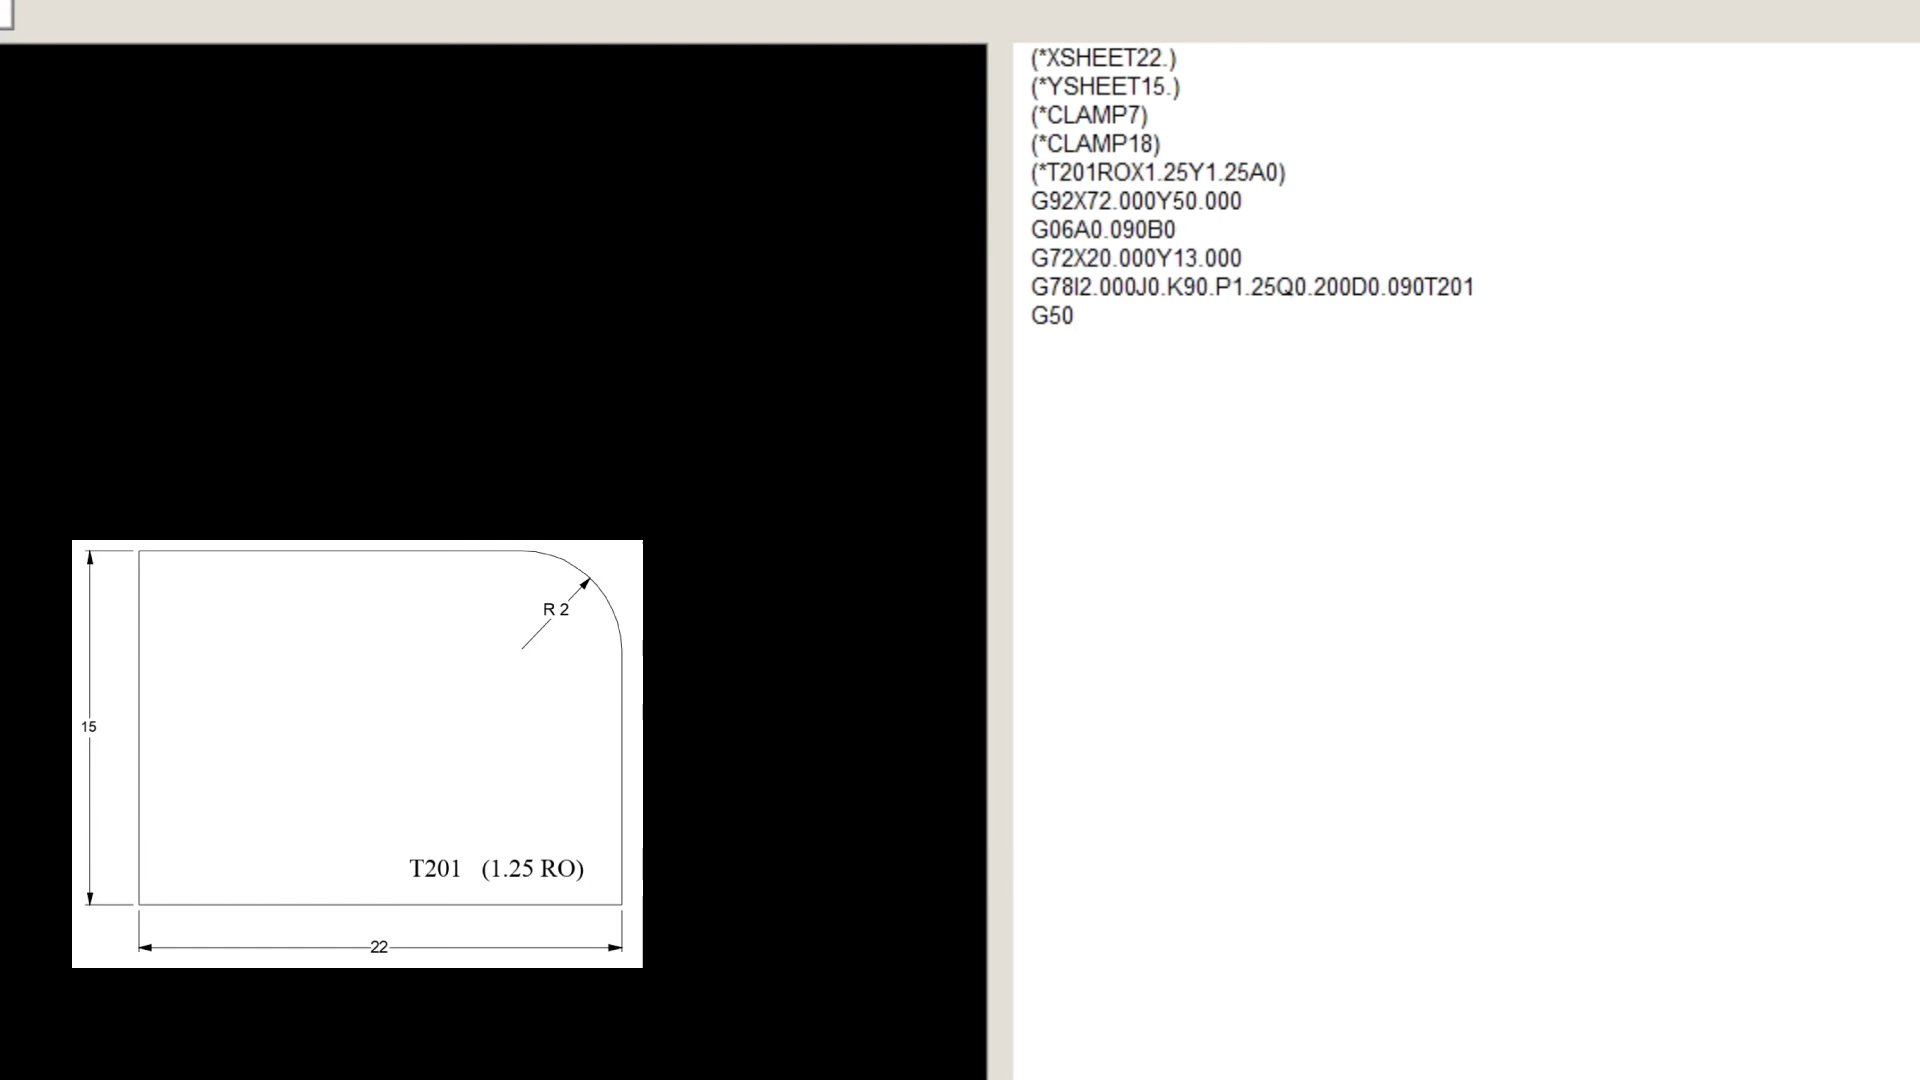 (*XSHEET22.)
(*YSHEET15.)
(*CLAMP7)
(*CLAMP18)
(*T201ROX1.25Y1.25A0)
G92X72.000Y50.000
G06A0.090B0
G72X20.000Y13.000
G78I2.000J0.K90.P1.25Q0.200D0.090T201
G50
R 2
15
T201 (1.25 RO)
22